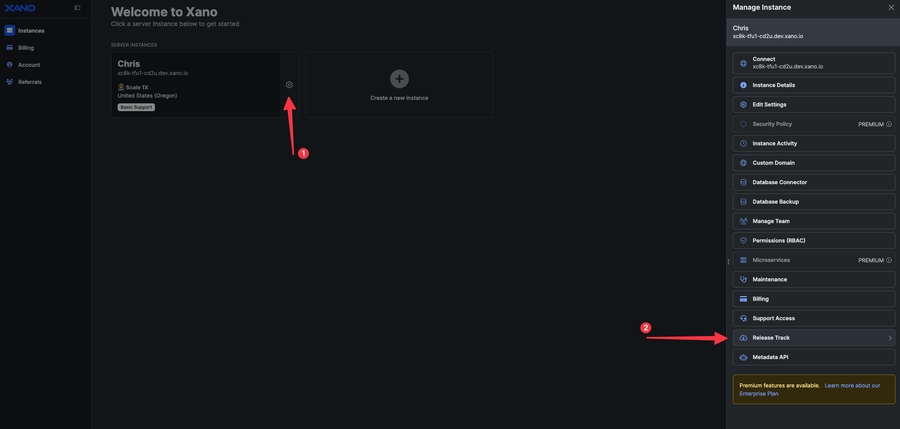 XANO
Instances
Billing
Account
Referrals
Welcome to Xano
Click a server Instance below to get started
SERVER INSTANCES
Chris
xc8k-tfu1-cd2u.dev.xano.io
Scale 1X
United States (Oregon)
Basic Support
Create a new instance
1
2
Manage Instance
Chris
xc8k-tfu1-cd2u.dev.xano.io
Connect
xc8k-tfu1-cd2u.dev.xano.io
Instance Details
Edit Settings
Security Policy PREMIUM
Instance Activity
Custom Domain
Database Connector
Database Backup
Manage Team
Permissions (RBAC)
Microservices PREMIUM
Maintenance
Billing
Support Access
Release Track
Metadata API
Premium features are available. Learn more about our
Enterprise Plan